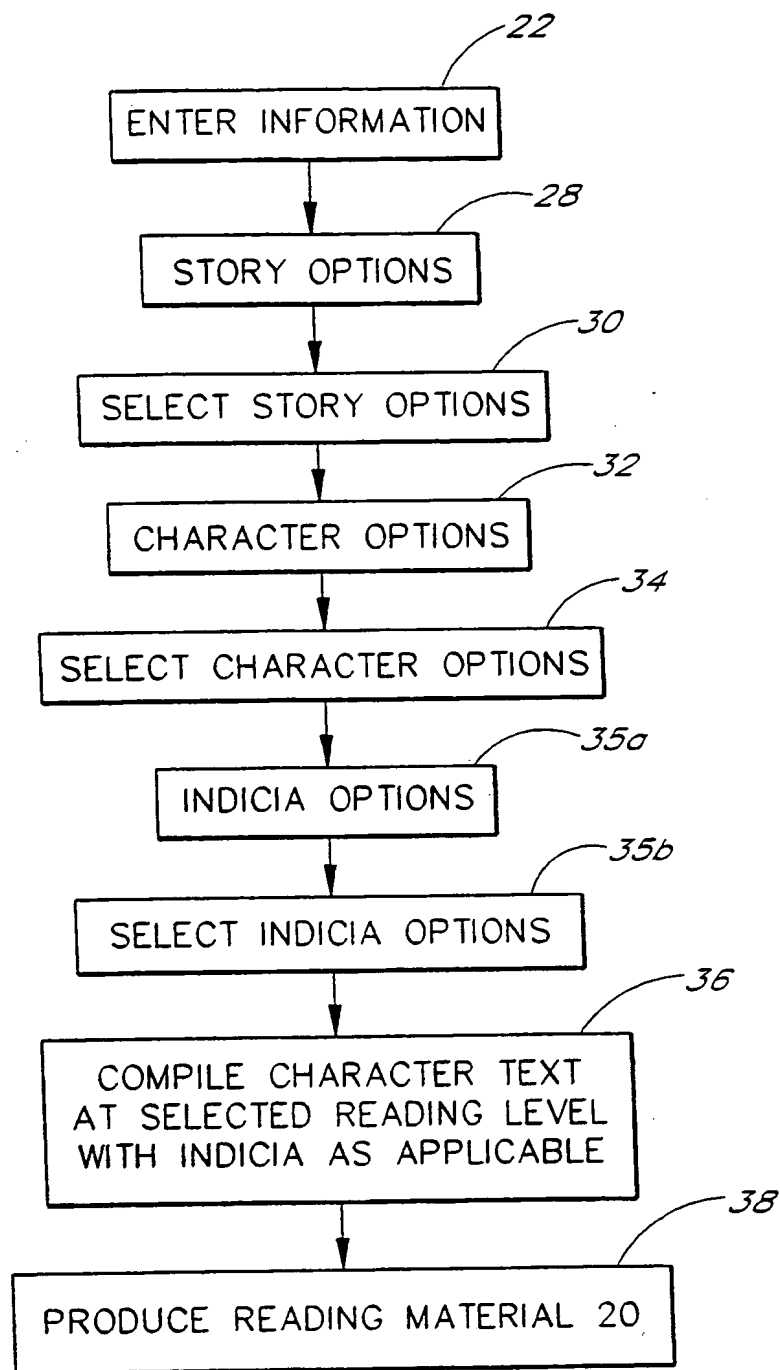 22
ENTER INFORMATION
28
STORY OPTIONS
30
SELECT STORY OPTIONS
32
CHARACTER OPTIONS
34
SELECT CHARACTER OPTIONS
35a
INDICIA OPTIONS
35b
SELECT INDICIA OPTIONS
36
COMPILE CHARACTER TEXT
AT SELECTED READING LEVEL
WITH INDICIA AS APPLICABLE
38
PRODUCE READING MATERIAL 20